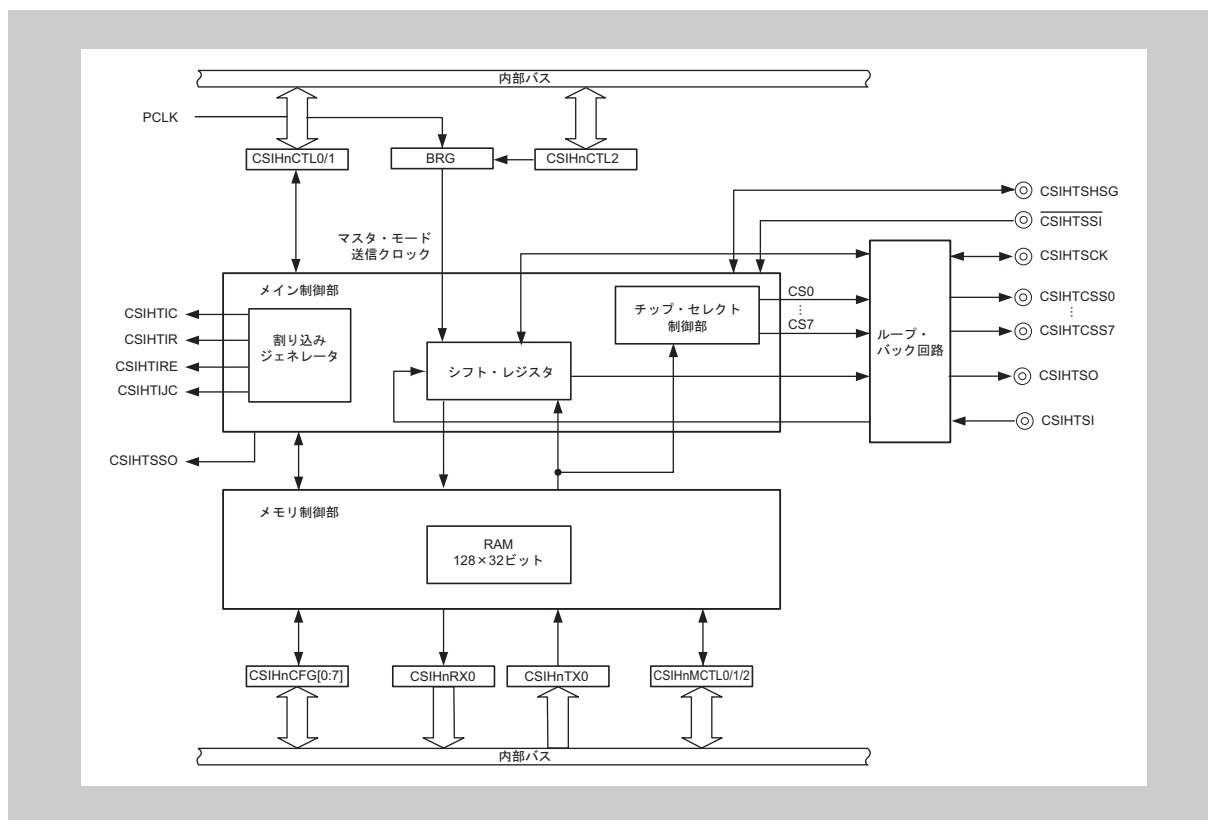 内部バス
PCLK
CSIHnCTL0/1
BRG
CSIHnCTL2
CSIHTSHSG
CSIHTSSI
マスタ・モード
送信クロック
CSIHTSCK
メイン制御部
チップ・セレクト
制御部
CS0
⋮
CS7
CSIHTCSS0
⋮
CSIHTCSS7
ループ・
バック回路
CSIHTIC
CSIHTIR
CSIHTIRE
CSIHTIJC
割り込み
ジェネレータ
シフト・レジスタ
CSIHTSO
CSIHTSI
CSIHTSSO
メモリ制御部
RAM
128×32ビット
CSIHnCFG[0:7]
CSIHnRX0
CSIHnTX0
CSIHnMCTL0/1/2
内部バス